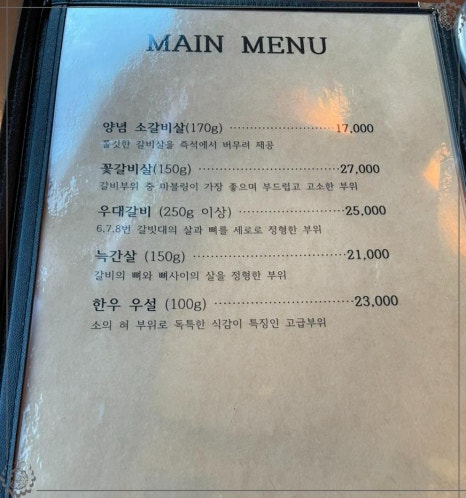 MAIN MENU
양념 소갈비살(170g) ………………………17,000
쫄깃한 갈비살을 즉석에서 버무려 제공
꽃갈비살(150g) ………………………………27,000
갈비부위 중 마블링이 가장 좋으며 부드럽고 고소한 부위
우대갈비 (250g 이상) ………………………25,000
6,7,8번 갈빗대의 살과 뼈를 세로로 정형한 부위
늑간살 (150g) …………………………………21,000
갈비의 뼈와 뼈사이의 살을 정형한 부위
한우 우설 (100g) ………………………………23,000
소의 혀 부위로 독특한 식감이 특징인 고급부위